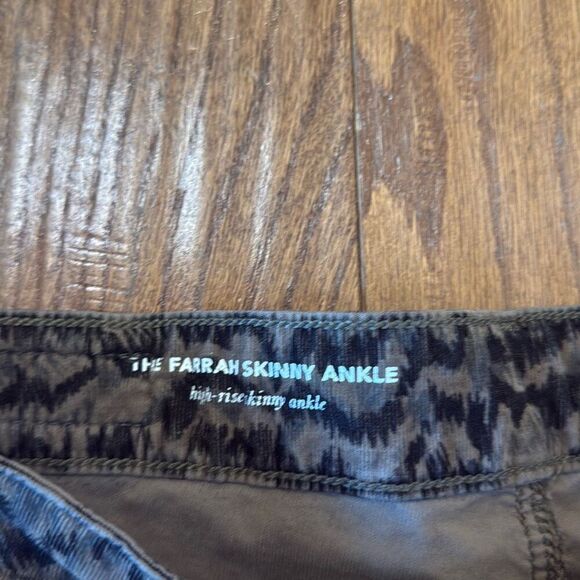 THE FARRAH SKINNY ANKLE
high-rise skinny ankle